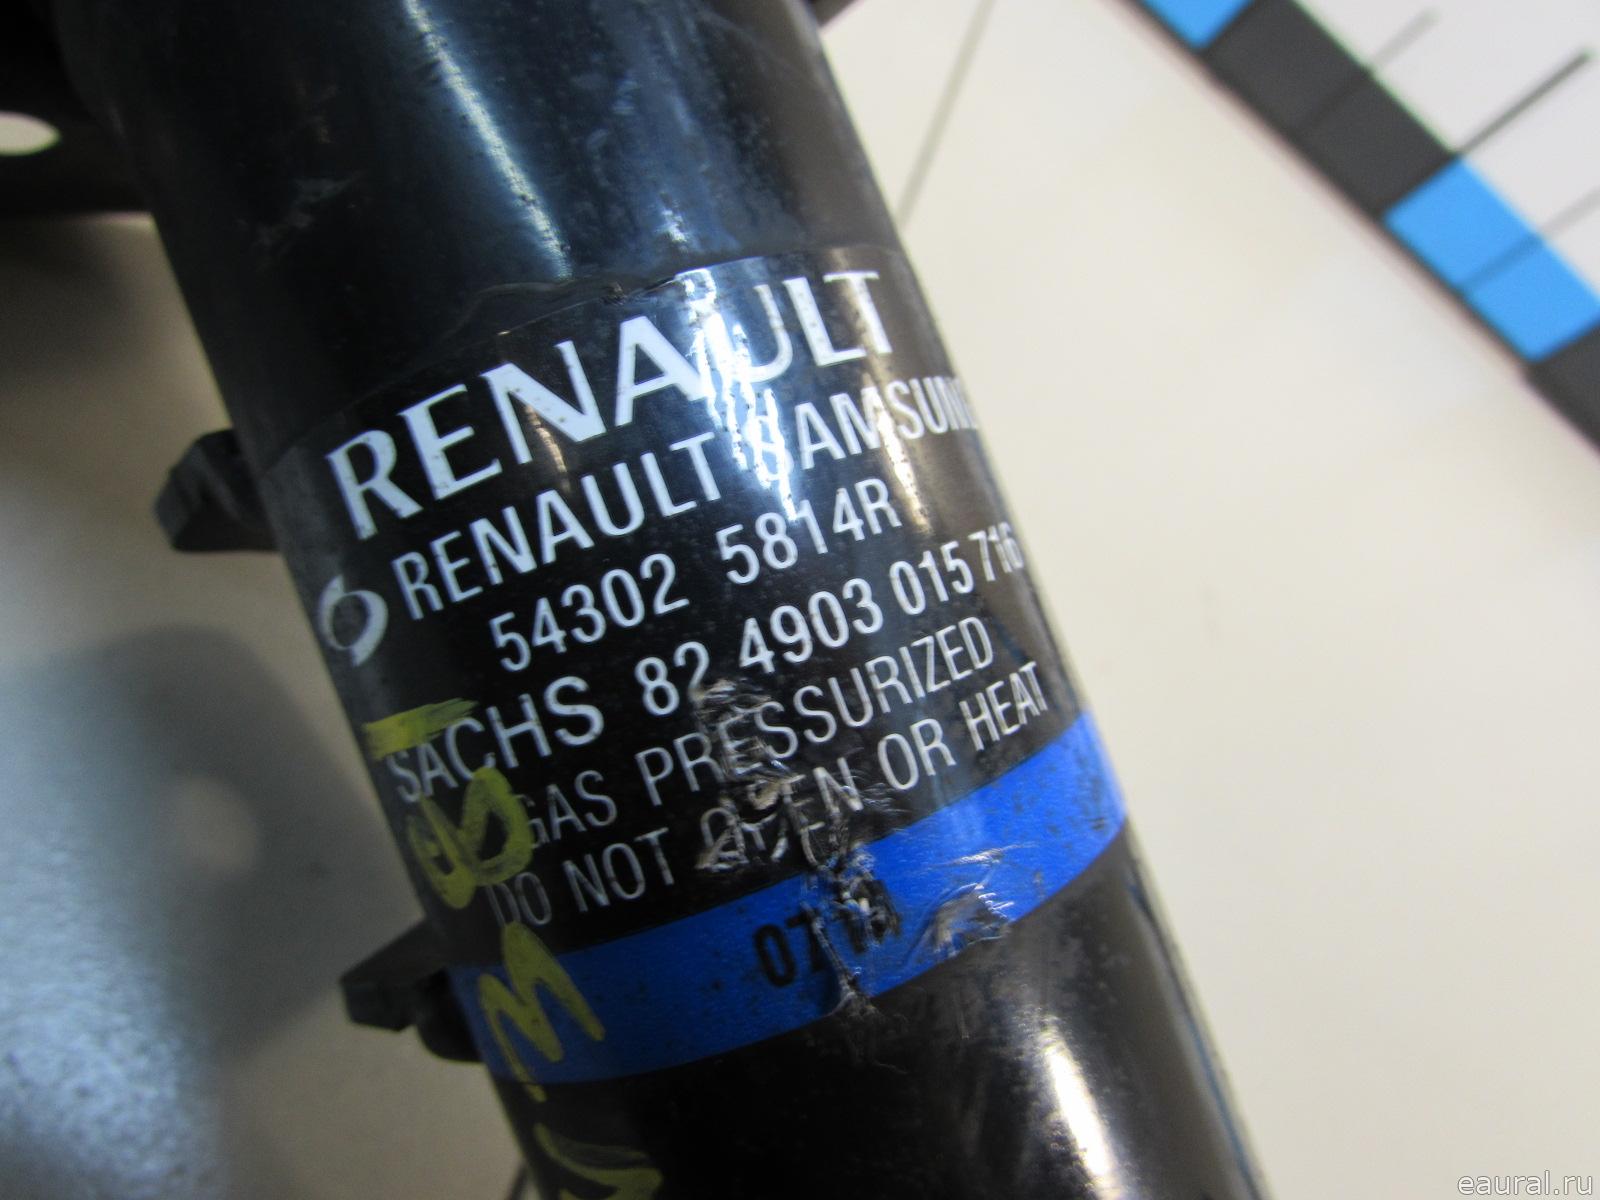 RENAULT
RENAULT SAMSUNG
54302 5814R
SACHS 82 4903 015 716
GAS PRESSURIZED
DO NOT OPEN OR HEAT
eaural.ru